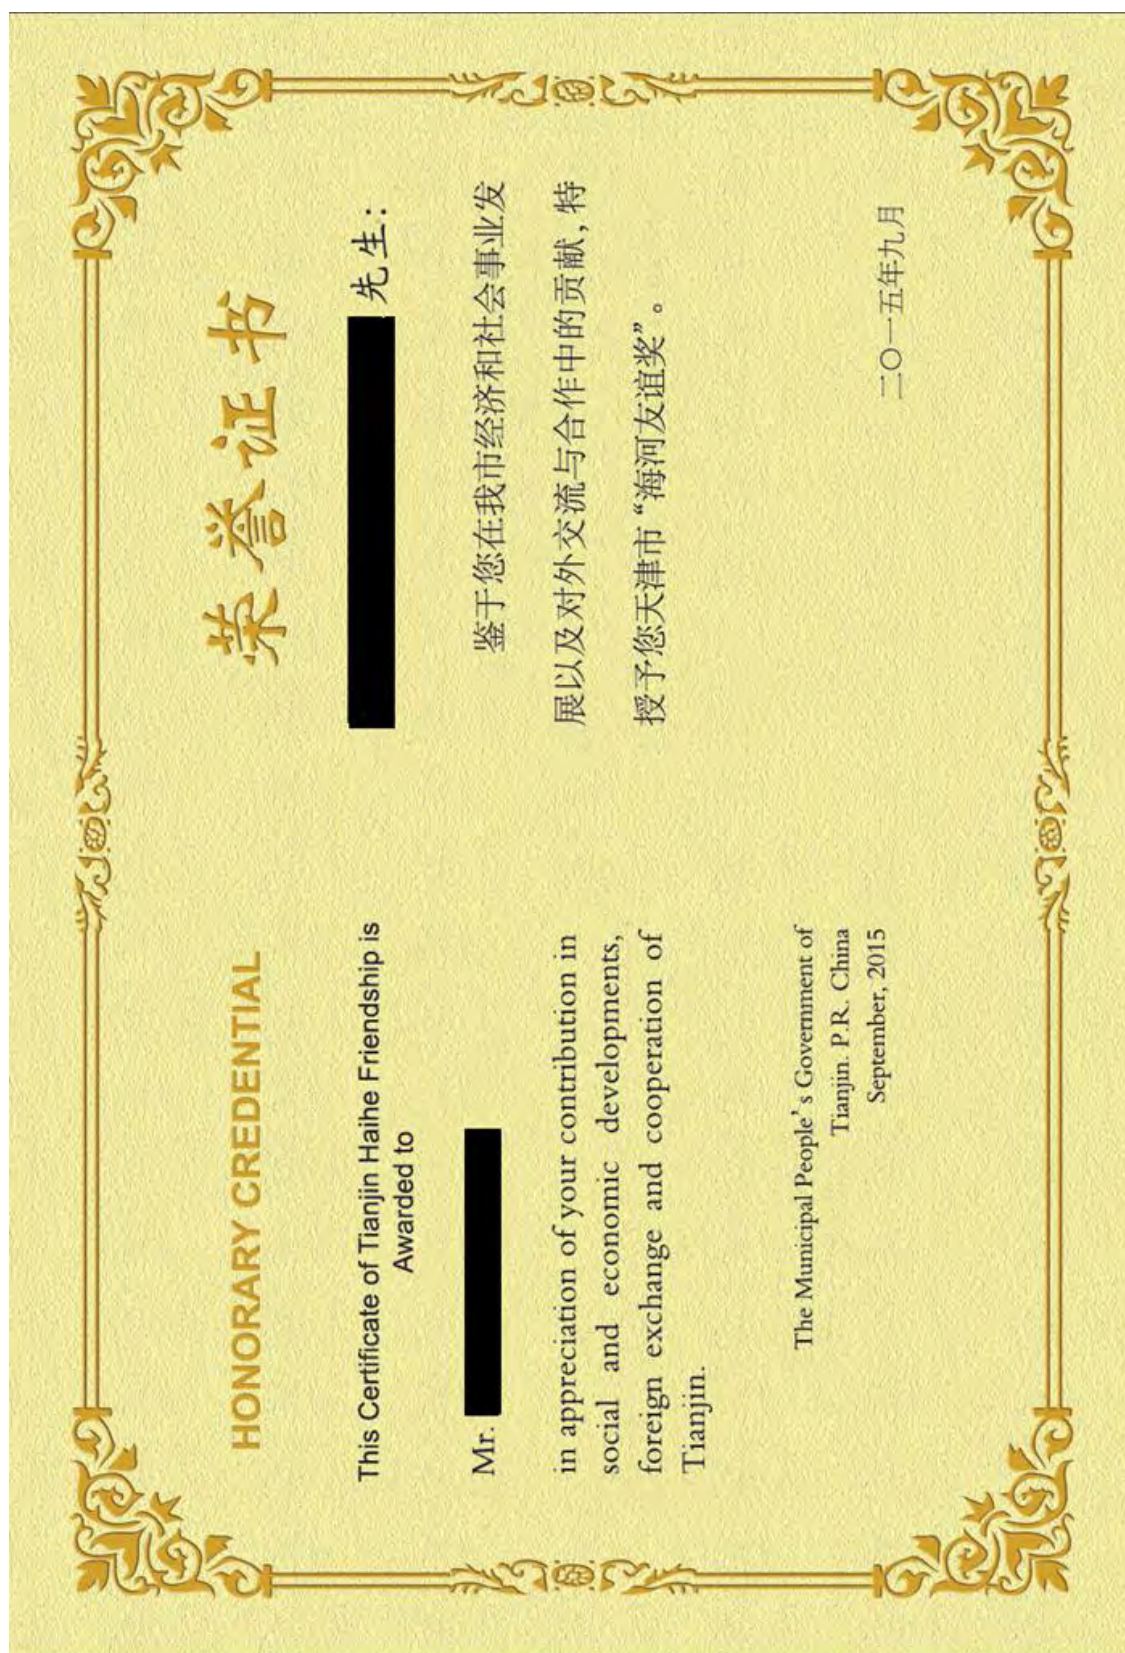 HONORARY CREDENTIAL
This Certificate of Tianjin Haihe Friendship is
Awarded to
Mr.
in appreciation of your contribution in
social and economic developments,
foreign exchange and cooperation of
Tianjin.
The Municipal People's Government of
Tianjin. P.R. China
September, 2015
荣誉证书
先生：
鉴于您在我市经济和社会事业发
展以及对外交流与合作中的贡献，特
授予您天津市“海河友谊奖”。
二〇一五年九月